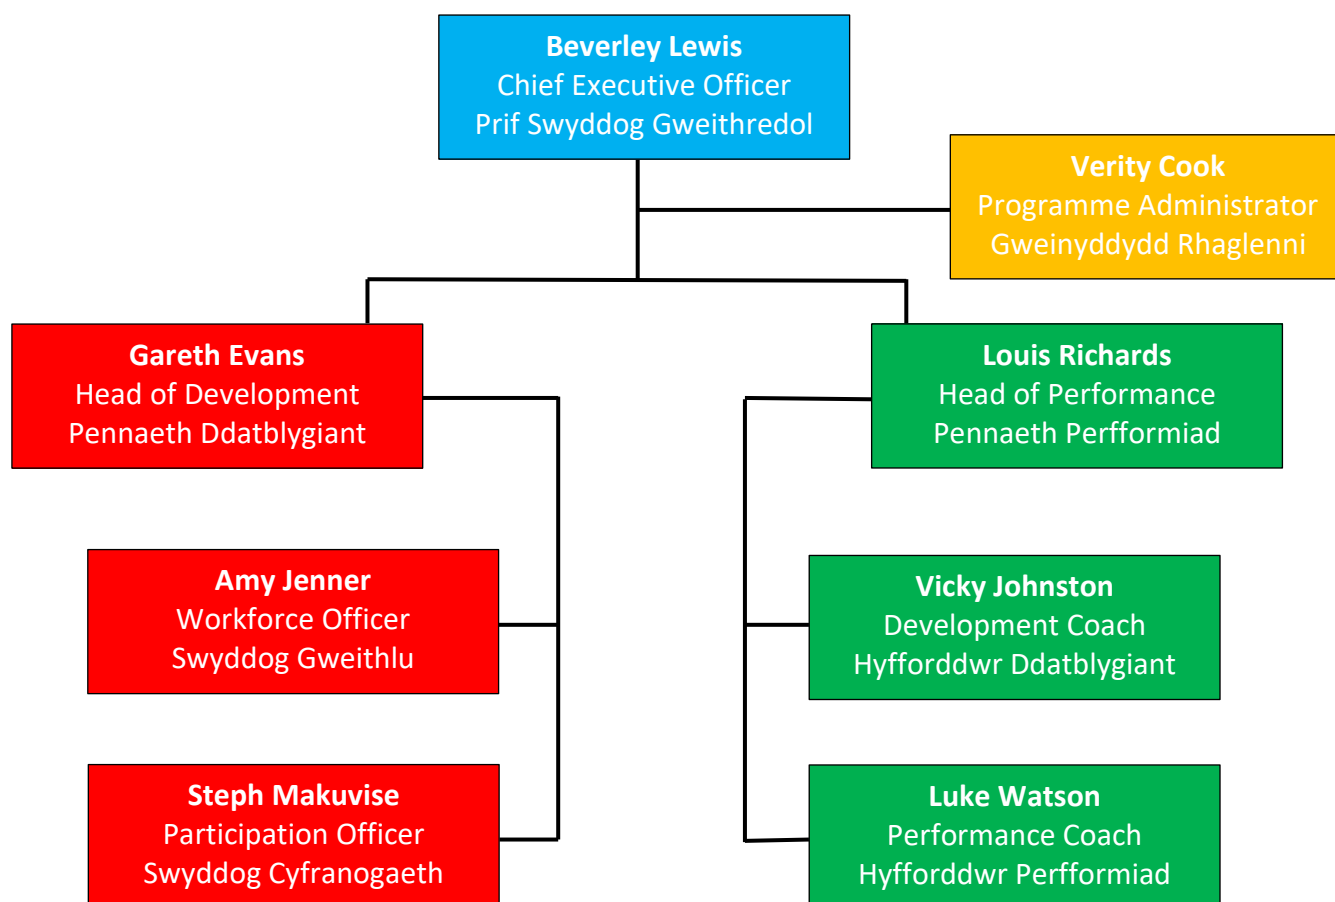 Beverley Lewis
Chief Executive Officer
Prif Swyddog Gweithredol
Verity Cook
Programme Administrator
Gweinyddydd Rhaglenni
Gareth Evans
Head of Development
Pennaeth Ddatblygiant
Louis Richards
Head of Performance
Pennaeth Perfformiad
Amy Jenner
Workforce Officer
Swyddog Gweithlu
Vicky Johnston
Development Coach
Hyfforddwr Ddatblygiant
Steph Makuvise
Participation Officer
Swyddog Cyfranogaeth
Luke Watson
Performance Coach
Hyfforddwr Perfformiad